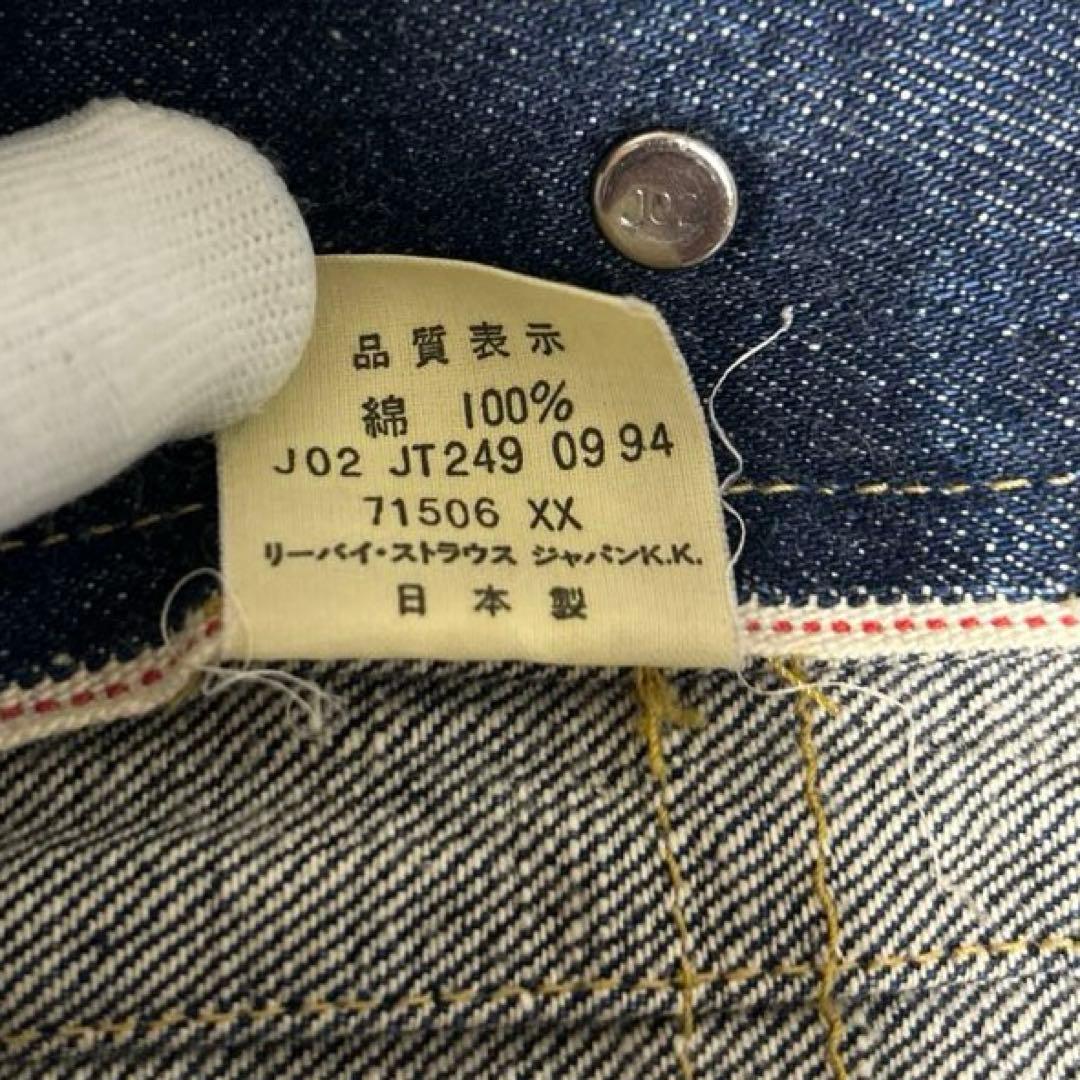 J02
品質表示
綿 100%
J02 JT249 09 94
71506 XX
リーバイ・ストラウス ジャパンK.K.
日本製